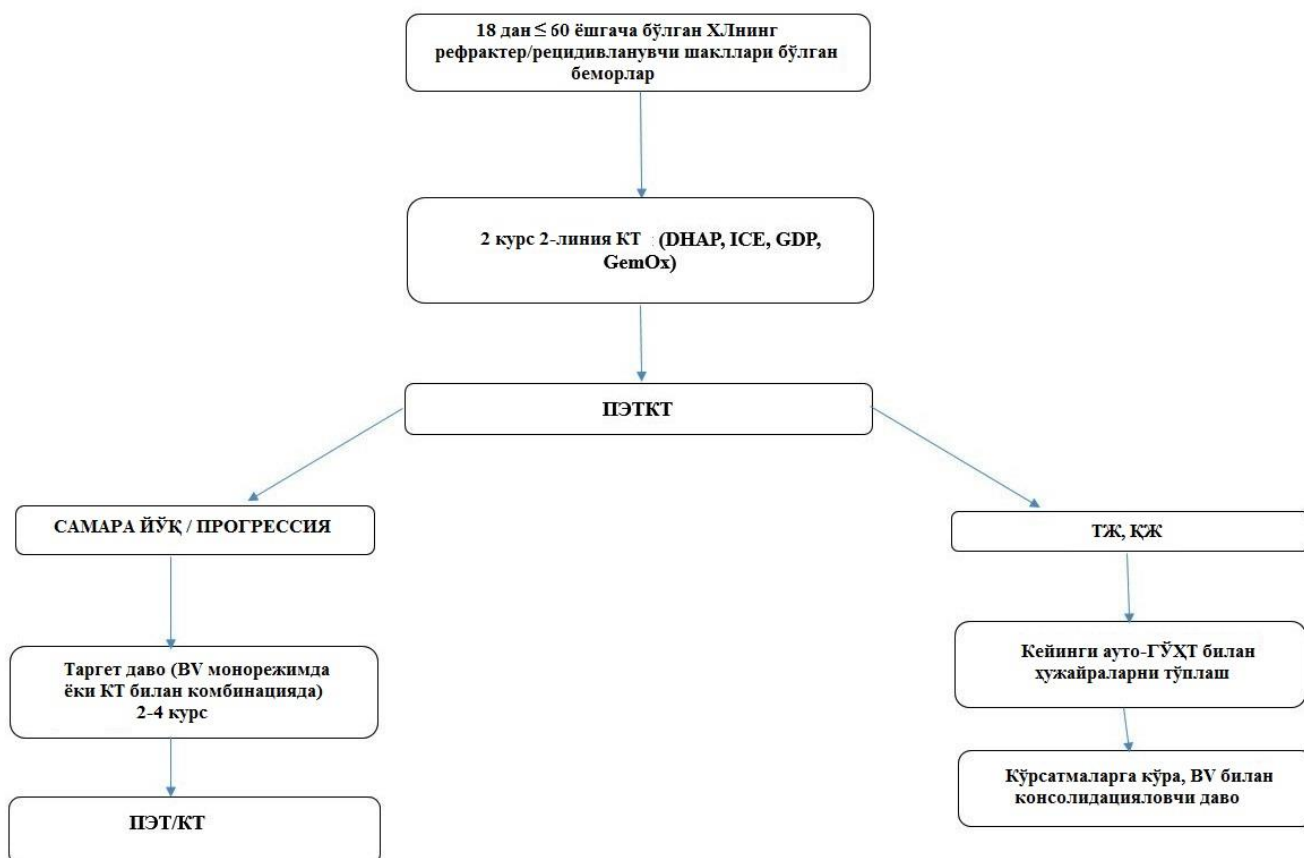 18 дан ≤ 60 ёшгача бўлган ХЛнинг
рефрактер/рецидивланувчи шакллари бўлган
беморлар
2 курс 2-линия КТ : (DHAP, ICE, GDP,
GemOx)
ПЭТКТ
САМАРА ЙЎҚ / ПРОГРЕССИЯ
ТЖ, ҚЖ
Таргет даво (BV монорежимда
ёки КТ билан комбинацияда)
2-4 курс
Кейинги ауто-ГЎҲТ билан
ҳужайраларни тўплаш
ПЭТ/КТ
Кўрсатмаларга кўра, BV билан
консолидацияловчи даво